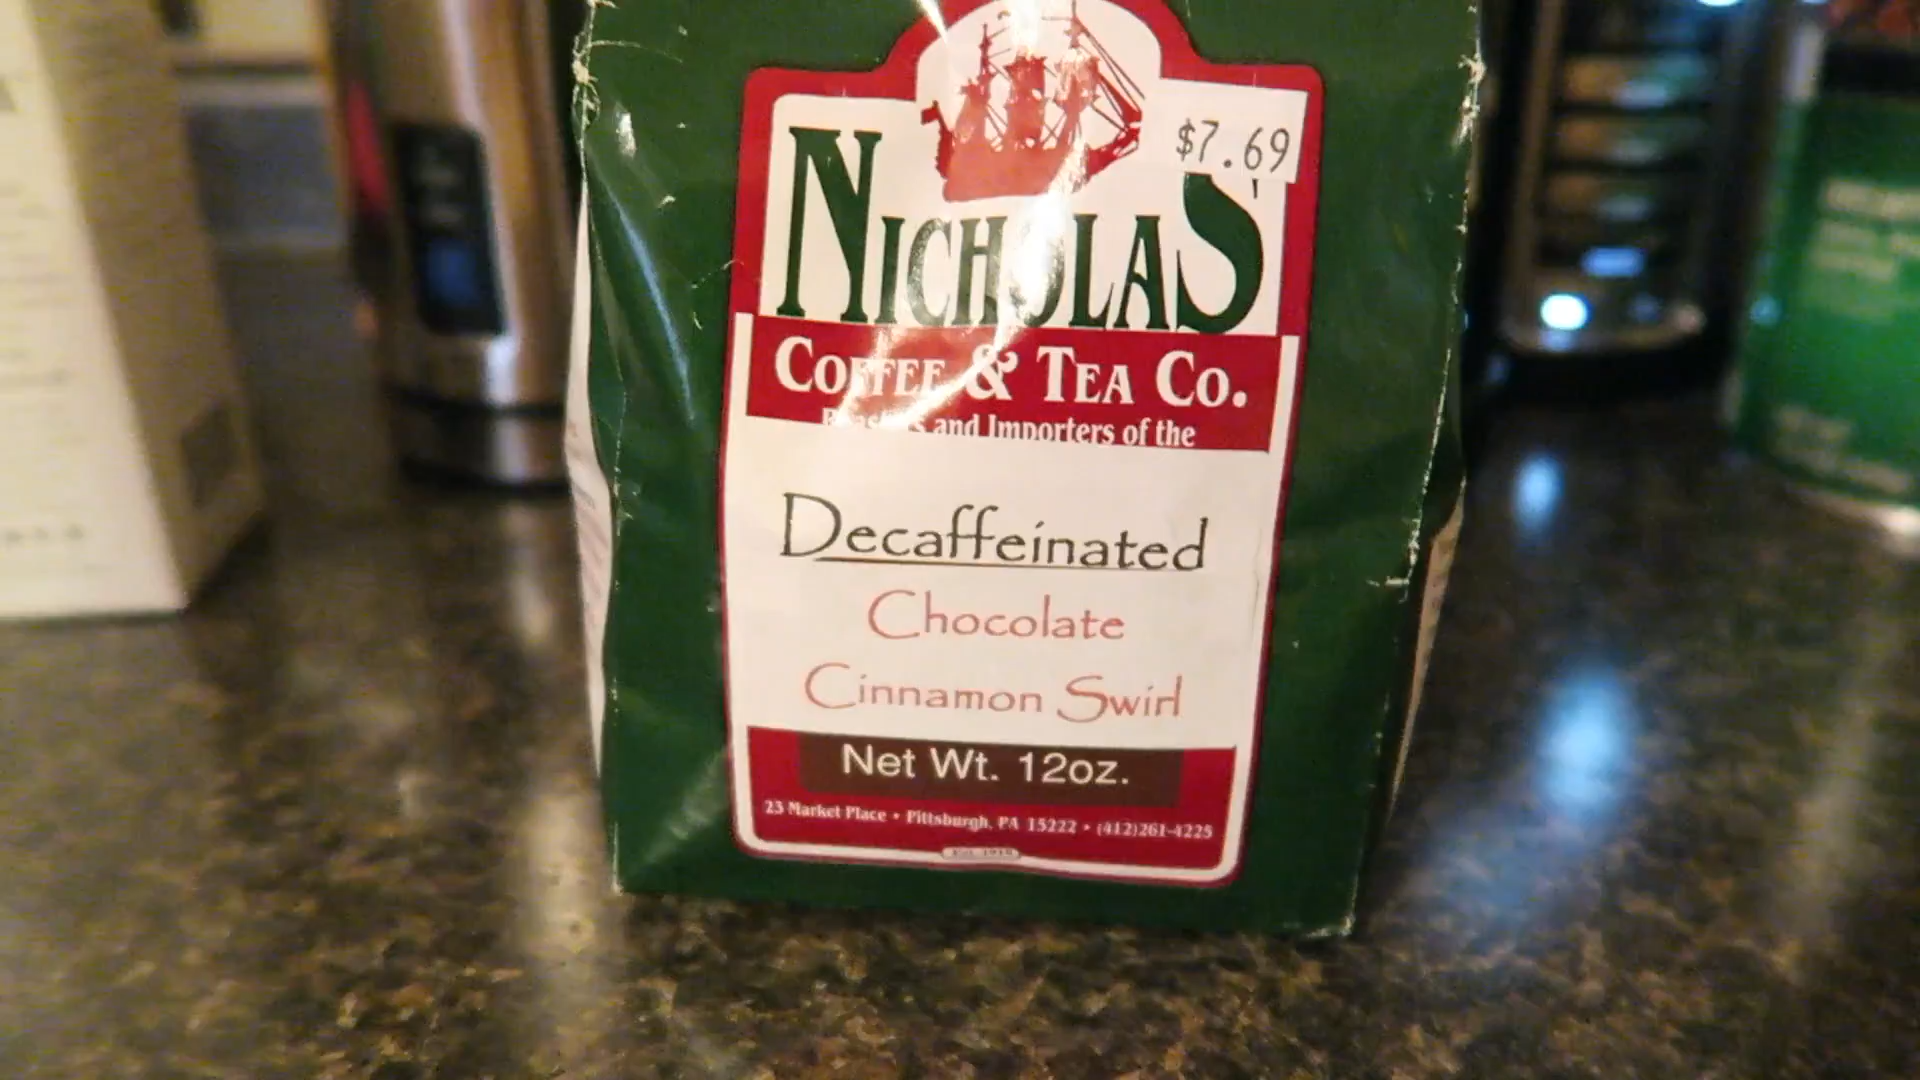 $7.69
NICHOLAS'
COFFEE & TEA CO.
Roasters and Importers of the
Decaffeinated
Chocolate
Cinnamon Swirl
Net Wt. 12oz.
23 Market Place • Pittsburgh, PA 15222 • (412)261-4225